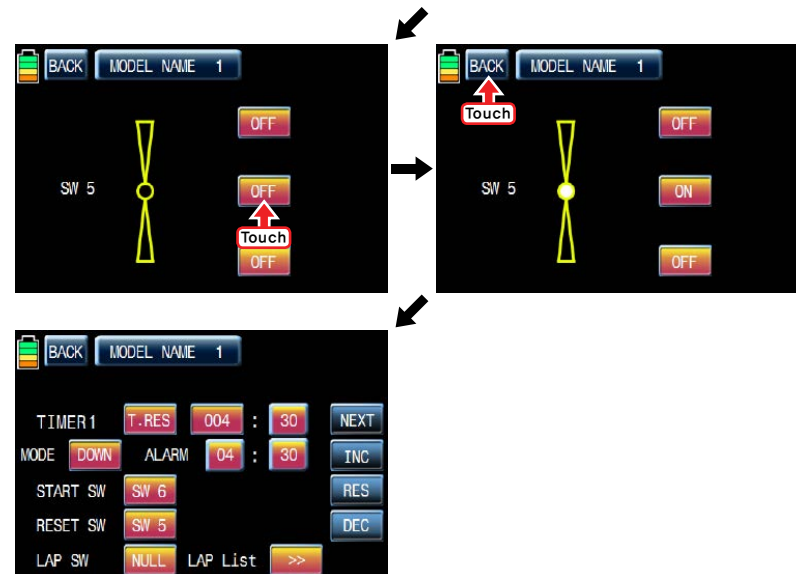 BACK MODEL NAME 1
OFF
SW 5 OFF
Touch
OFF
BACK MODEL NAME 1
Touch
OFF
SW 5 ON
OFF
BACK MODEL NAME 1
TIMER1 T.RES 004 : 30 NEXT
MODE DOWN ALARM 04 : 30 INC
START SW SW 6 RES
RESET SW SW 5 DEC
LAP SW NULL LAP List >>